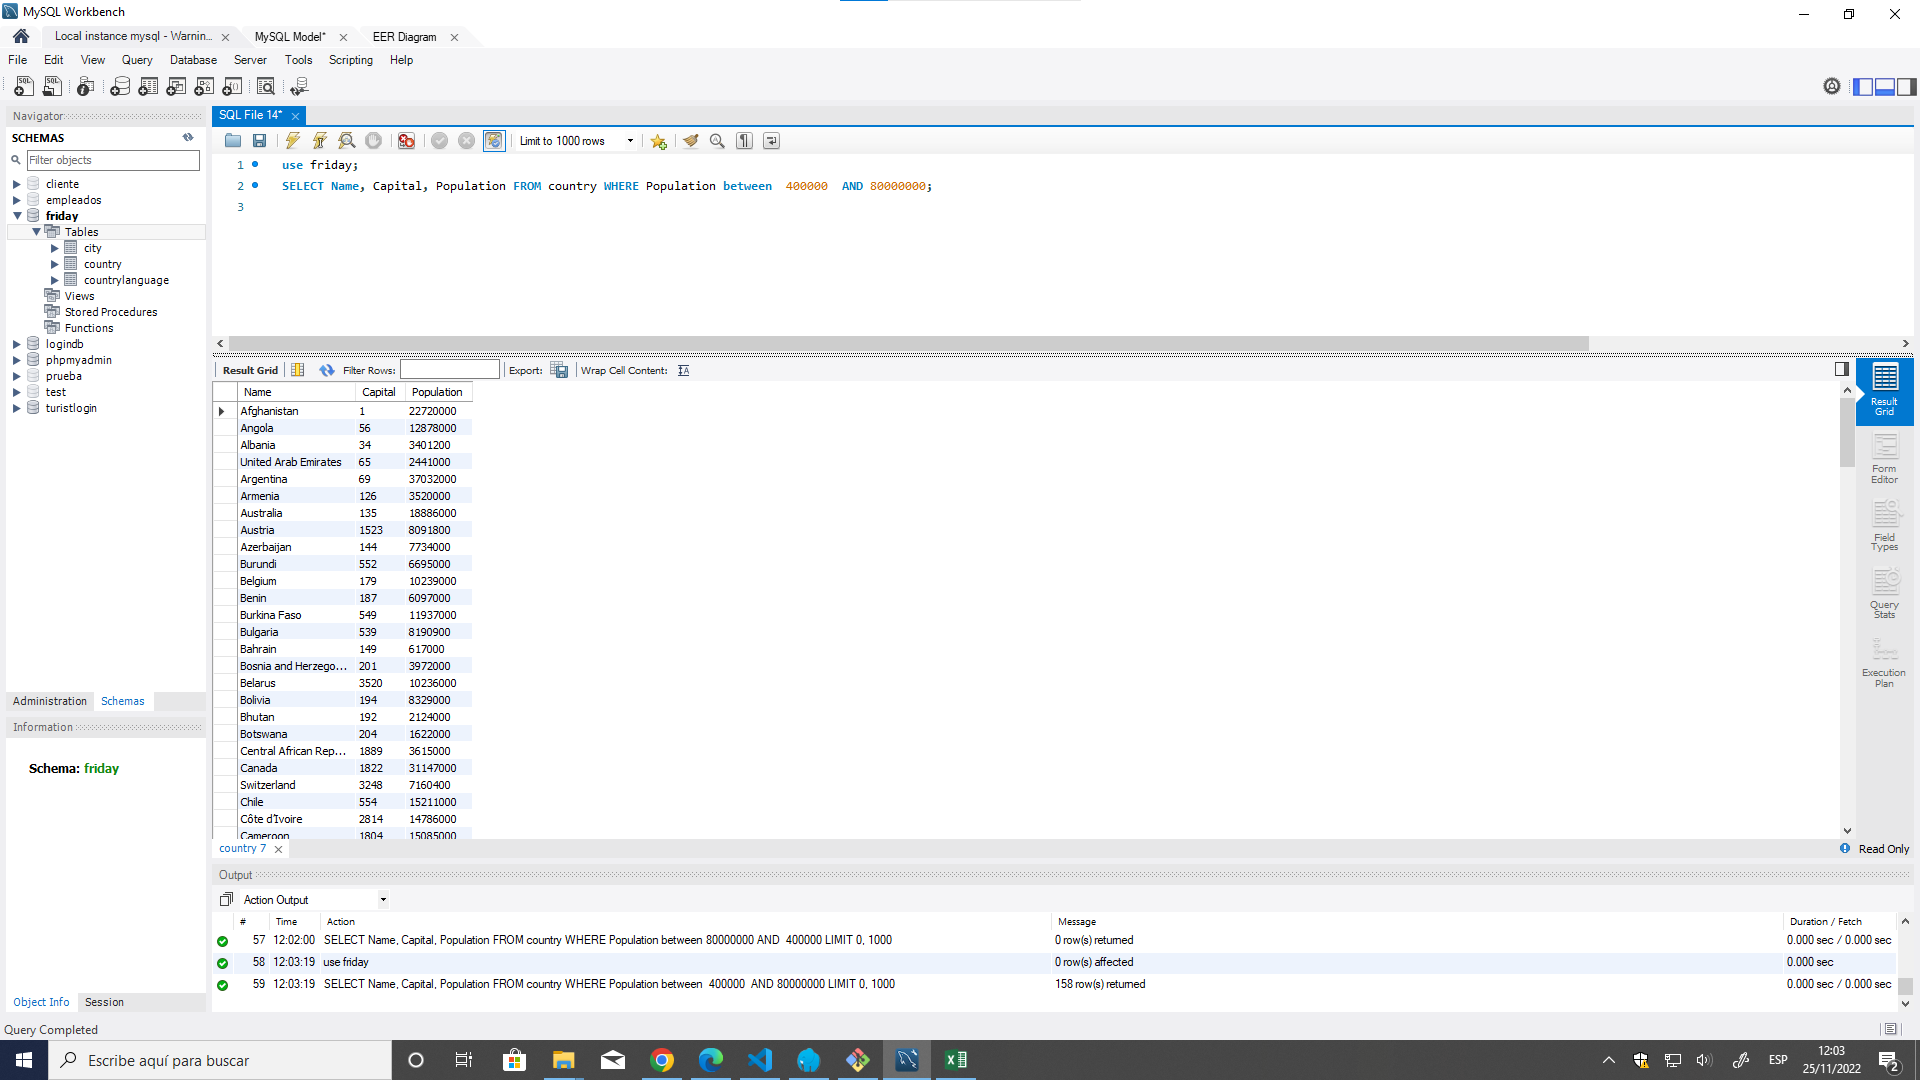 MySQL Workbench
Local instance mysql - Warnin...
MySQL Model*
EER Diagram
File Edit View Query Database Server Tools Scripting Help
Navigator
SCHEMAS
Filter objects
cliente
empleados
friday
Tables
city
country
countrylanguage
Views
Stored Procedures
Functions
logindb
phpmyadmin
prueba
test
turistlogin
Administration Schemas
Information
Schema: friday
Object Info Session
SQL File 14*
Limit to 1000 rows
1 use friday;
2 SELECT Name, Capital, Population FROM country WHERE Population between  400000  AND 80000000;
3
Result Grid Filter Rows: Export: Wrap Cell Content:
Name Capital Population
Afghanistan 1 22720000
Angola 56 12878000
Albania 34 3401200
United Arab Emirates 65 2441000
Argentina 69 37032000
Armenia 126 3520000
Australia 135 18886000
Austria 1523 8091800
Azerbaijan 144 7734000
Burundi 552 6695000
Belgium 179 10239000
Benin 187 6097000
Burkina Faso 549 11937000
Bulgaria 539 8190900
Bahrain 149 617000
Bosnia and Herzego... 201 3972000
Belarus 3520 10236000
Bolivia 194 8329000
Bhutan 192 2124000
Botswana 204 1622000
Central African Rep... 1889 3615000
Canada 1822 31147000
Switzerland 3248 7160400
Chile 554 15211000
Côte d'Ivoire 2814 14786000
Cameroon 1804 15085000
Result
Grid
Form
Editor
Field
Types
Query
Stats
Execution
Plan
country 7
Read Only
Output
Action Output
# Time Action Message Duration / Fetch
57 12:02:00 SELECT Name, Capital, Population FROM country WHERE Population between 80000000 AND  400000 LIMIT 0, 1000 0 row(s) returned 0.000 sec / 0.000 sec
58 12:03:19 use friday 0 row(s) affected 0.000 sec
59 12:03:19 SELECT Name, Capital, Population FROM country WHERE Population between  400000  AND 80000000 LIMIT 0, 1000 158 row(s) returned 0.000 sec / 0.000 sec
Query Completed
Escribe aquí para buscar
ESP
12:03
25/11/2022
2